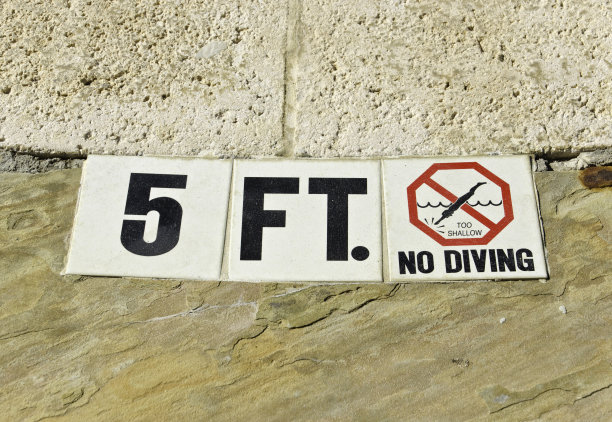 5 FT.
TOO
SHALLOW
NO DIVING